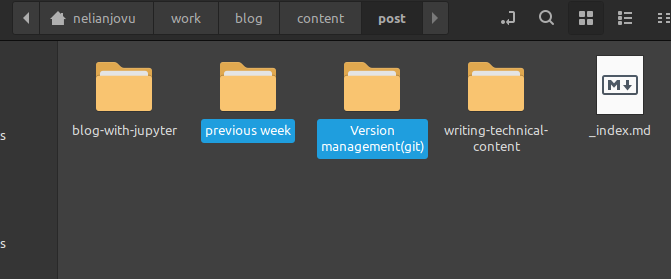 nelianjovu work blog content post
blog-with-jupyter previous week Version management(git) writing-technical-content _index.md
M
s
s